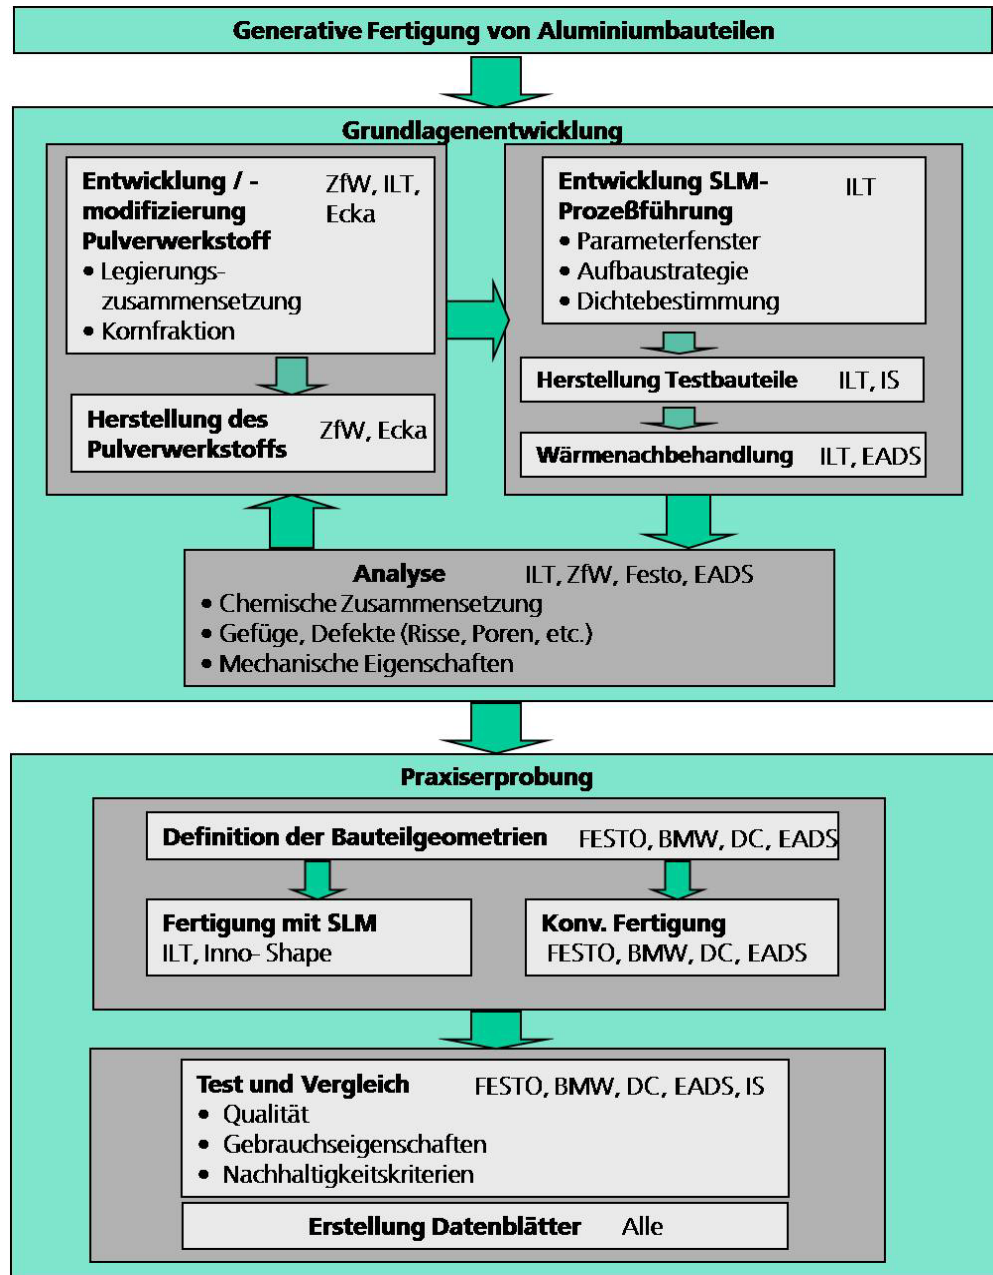 Generative Fertigung von Aluminiumbauteilen
Grundlagenentwicklung
Entwicklung / -
modifizierung
Pulverwerkstoff
ZfW, ILT,
Ecka
• Legierungs-
zusammensetzung
• Kornfraktion
Herstellung des
Pulverwerkstoffs
ZfW, Ecka
Entwicklung SLM-
Prozeßführung
ILT
• Parameterfenster
• Aufbaustrategie
• Dichtebestimmung
Herstellung Testbauteile ILT, IS
Wärmenachbehandlung ILT, EADS
Analyse ILT, ZfW, Festo, EADS
• Chemische Zusammensetzung
• Gefüge, Defekte (Risse, Poren, etc.)
• Mechanische Eigenschaften
Praxiserprobung
Definition der Bauteilgeometrien FESTO, BMW, DC, EADS
Fertigung mit SLM
ILT, Inno- Shape
Konv. Fertigung
FESTO, BMW, DC, EADS
Test und Vergleich FESTO, BMW, DC, EADS, IS
• Qualität
• Gebrauchseigenschaften
• Nachhaltigkeitskriterien
Erstellung Datenblätter Alle